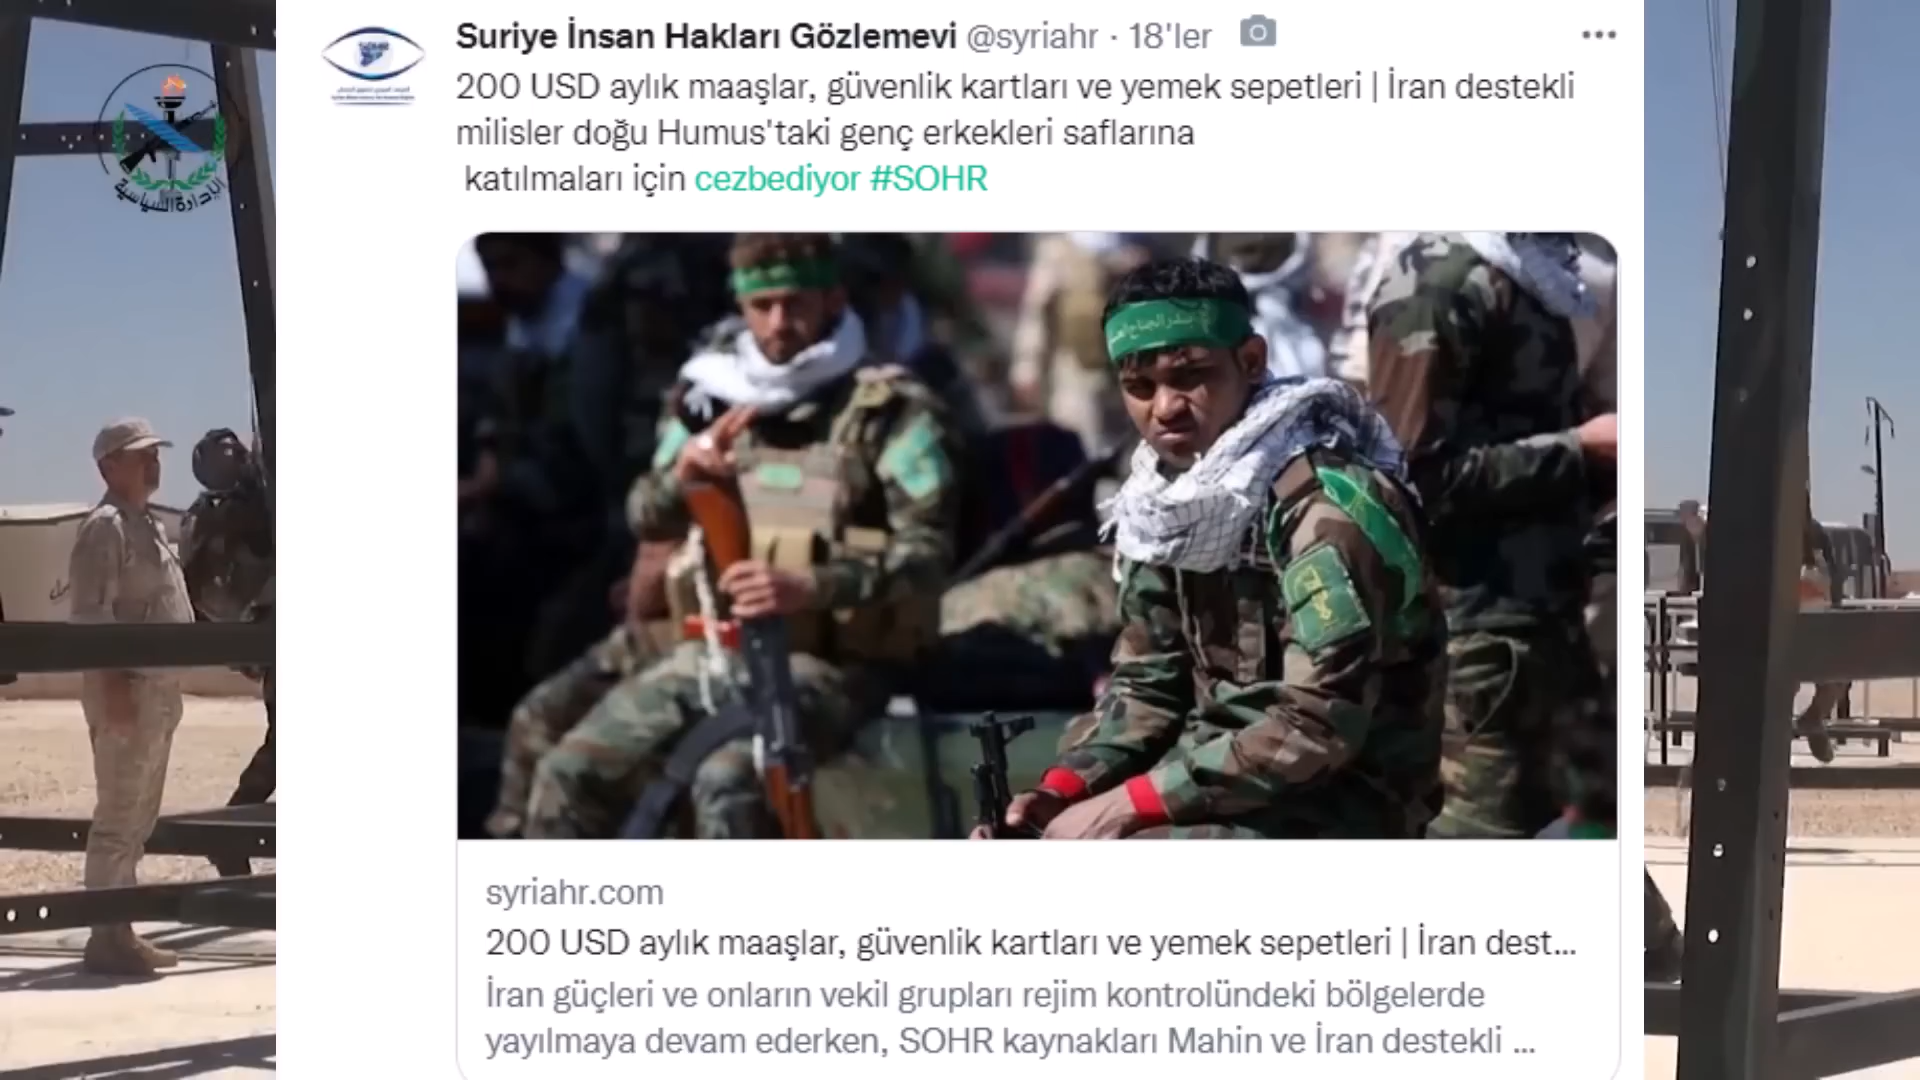 Suriye İnsan Hakları Gözlemevi @syriahr · 18'ler
200 USD aylık maaşlar, güvenlik kartları ve yemek sepetleri | İran destekli
milisler doğu Humus'taki genç erkekleri saflarına
katılmaları için cezbediyor #SOHR
SOHR
الإدارة السياسية
syriahr.com
200 USD aylık maaşlar, güvenlik kartları ve yemek sepetleri | İran dest...
İran güçleri ve onların vekil grupları rejim kontrolündeki bölgelerde
yayılmaya devam ederken, SOHR kaynakları Mahin ve İran destekli ...